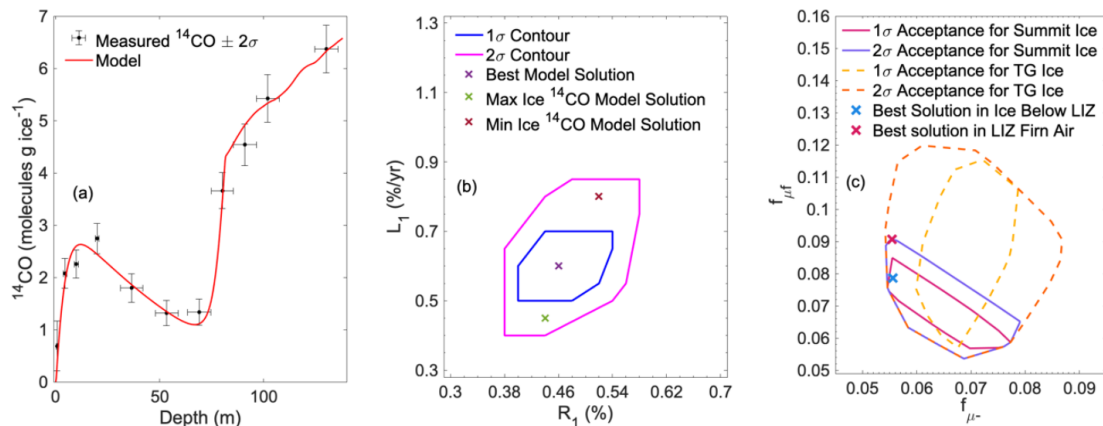 (a)
Measured ¹⁴CO ± 2σ
Model
¹⁴CO (molecules g ice⁻¹)
7
6
5
4
3
2
1
0
0 50 100
Depth (m)
1σ Contour
2σ Contour
Best Model Solution
Max Ice ¹⁴CO Model Solution
Min Ice ¹⁴CO Model Solution
(b)
L₁ (%/yr)
1.3
1.1
0.9
0.7
0.5
0.3
0.3 0.38 0.46 0.54 0.62 0.7
R₁ (%)
(c)
1σ Acceptance for Summit Ice
2σ Acceptance for Summit Ice
1σ Acceptance for TG Ice
2σ Acceptance for TG Ice
Best Solution in Ice Below LIZ
Best solution in LIZ Firn Air
f_μf
0.16
0.15
0.14
0.13
0.12
0.11
0.1
0.09
0.08
0.07
0.06
0.05
0.05 0.06 0.07 0.08 0.09
f_μ-